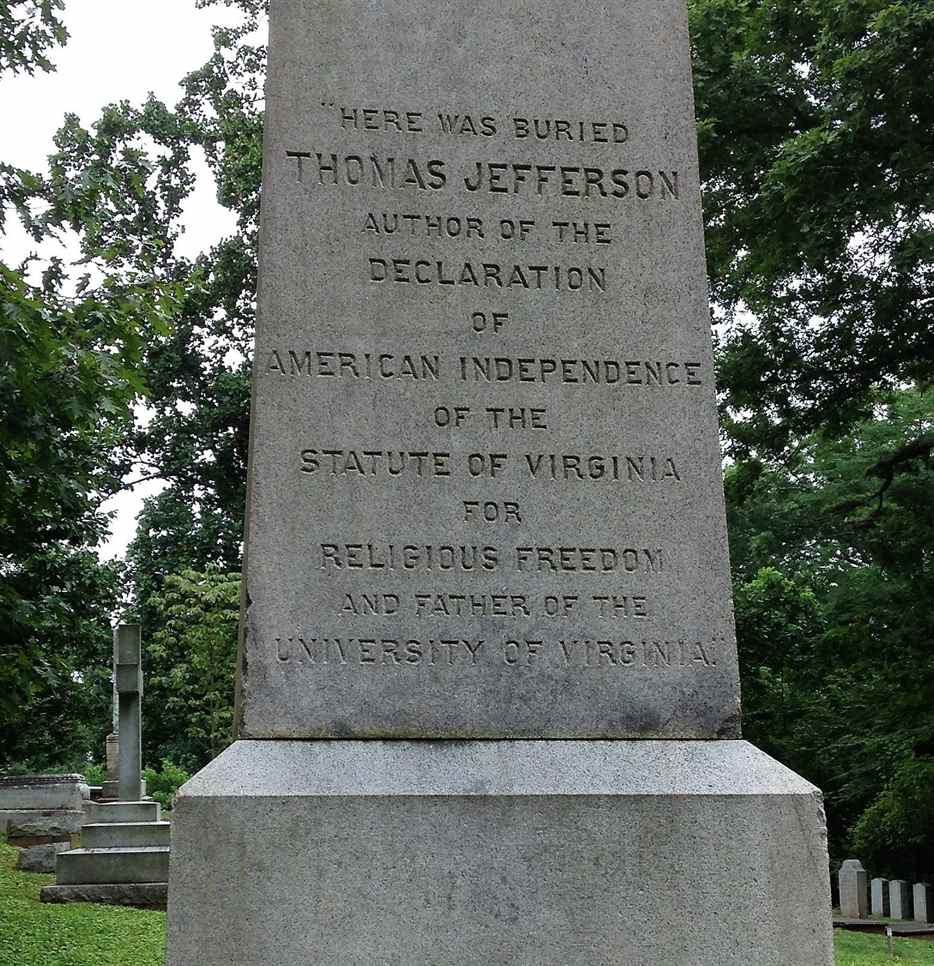 "HERE WAS BURIED
THOMAS JEFFERSON
AUTHOR OF THE
DECLARATION
OF
AMERICAN INDEPENDENCE
OF THE
STATUTE OF VIRGINIA
FOR
RELIGIOUS FREEDOM
AND FATHER OF THE
UNIVERSITY OF VIRGINIA."